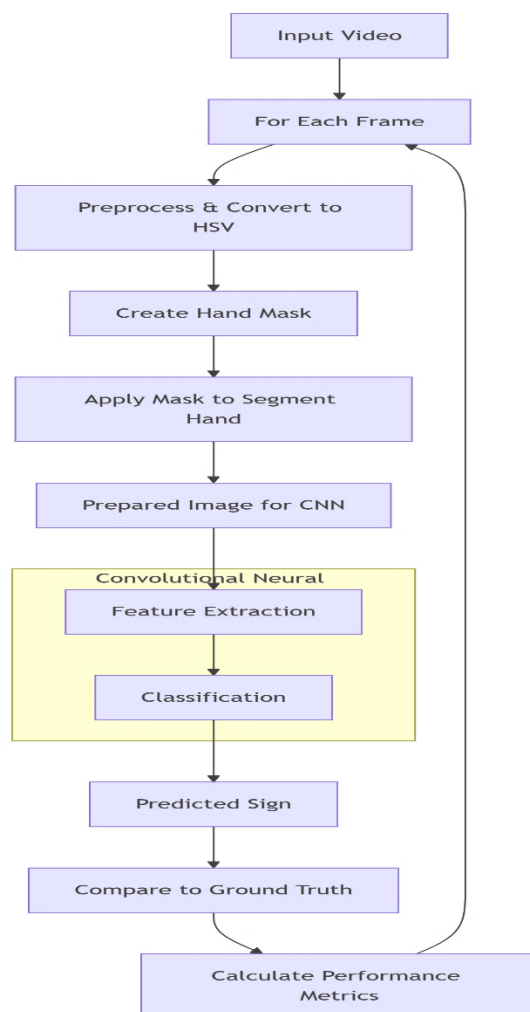 Input Video
For Each Frame
Preprocess & Convert to
HSV
Create Hand Mask
Apply Mask to Segment
Hand
Prepared Image for CNN
Convolutional Neural
Feature Extraction
Classification
Predicted Sign
Compare to Ground Truth
Calculate Performance
Metrics